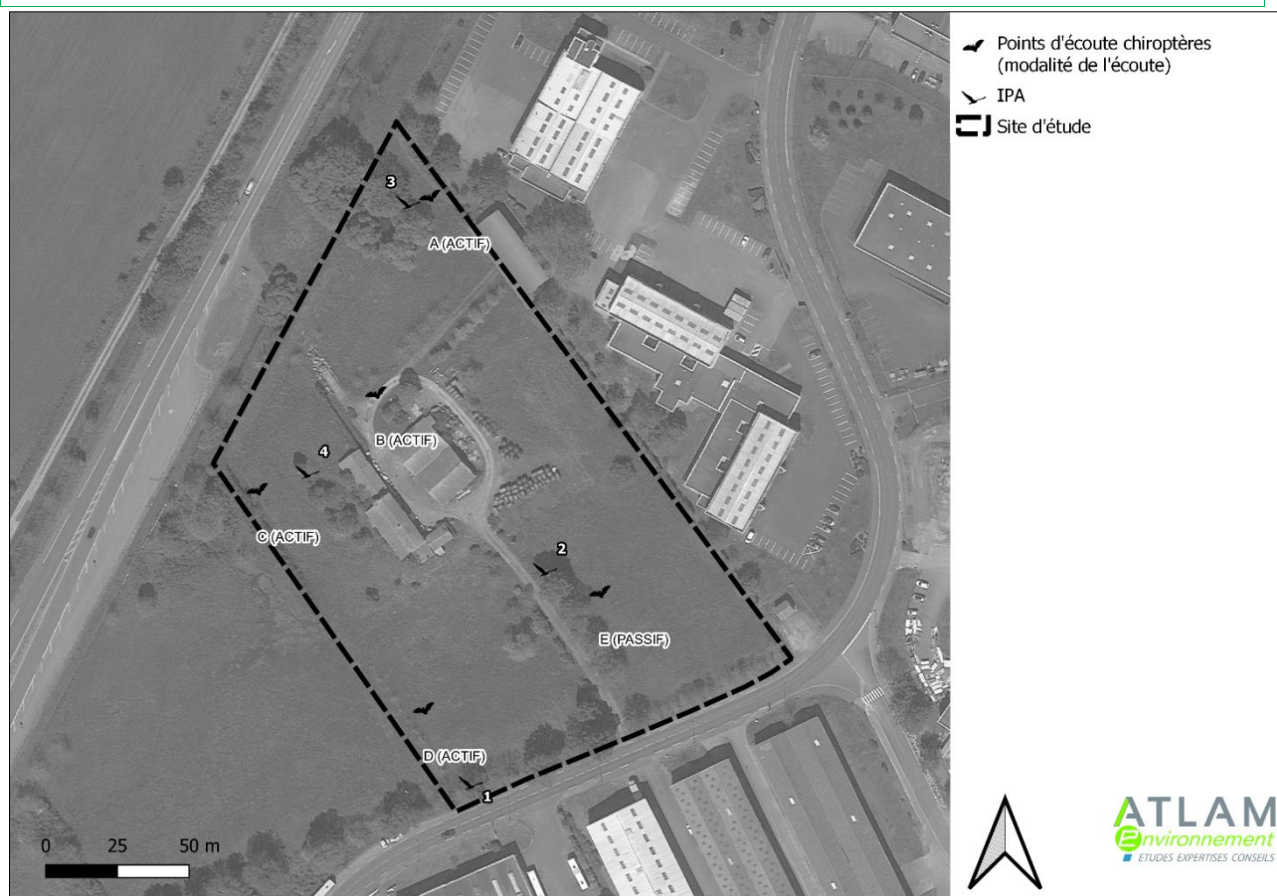 Points d'écoute chiroptères
(modalité de l'écoute)
IPA
Site d'étude
3
A (ACTIF)
B (ACTIF)
4
C (ACTIF)
2
E (PASSIF)
D (ACTIF)
1
0 25 50 m
ATLAM
Environnement
ETUDES EXPERTISES CONSEILS